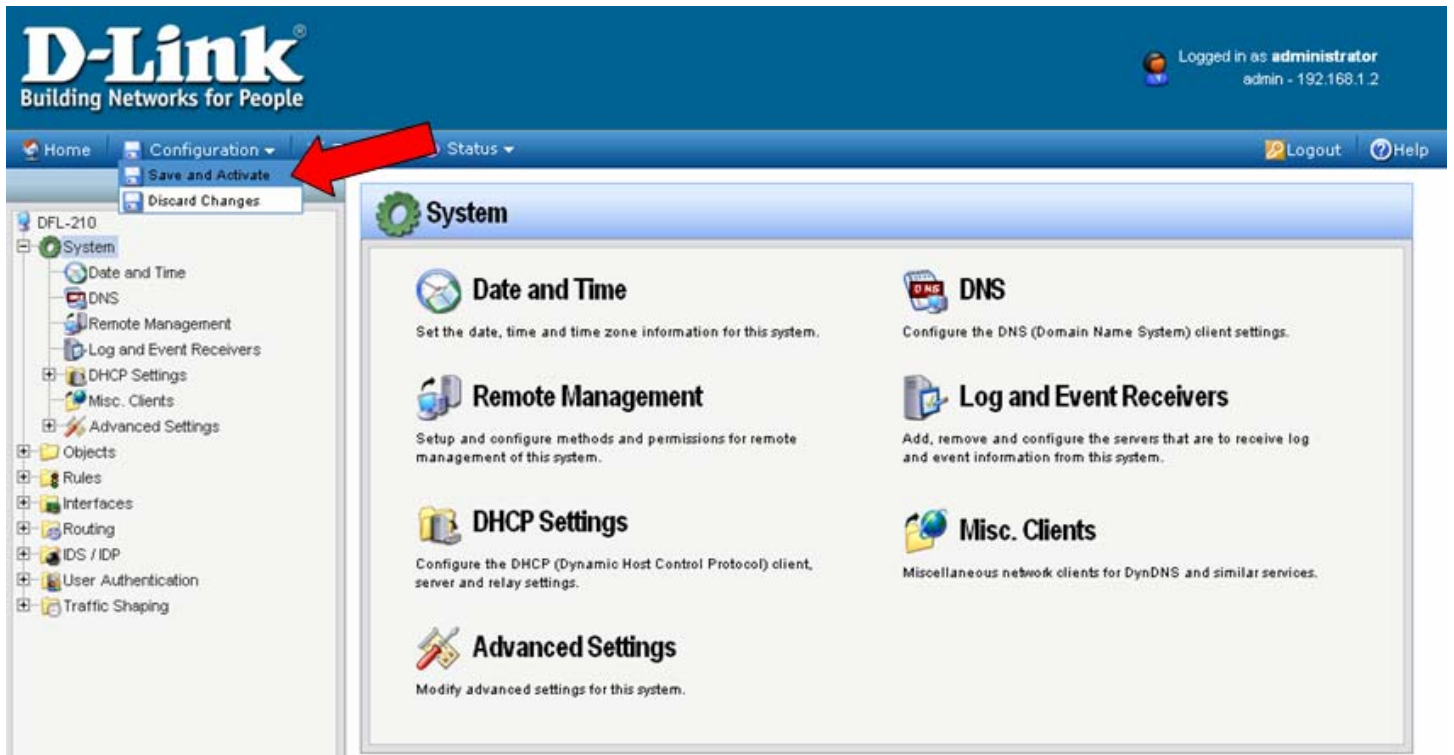 D-Link®
Building Networks for People
Logged in as administrator
admin - 192.168.1.2
Home
Configuration
Status
Logout
Help
Save and Activate
Discard Changes
DFL-210
System
Date and Time
DNS
Remote Management
Log and Event Receivers
DHCP Settings
Misc. Clients
Advanced Settings
Objects
Rules
Interfaces
Routing
IDS / IDP
User Authentication
Traffic Shaping
System
Date and Time
Set the date, time and time zone information for this system.
DNS
Configure the DNS (Domain Name System) client settings.
Remote Management
Setup and configure methods and permissions for remote
management of this system.
Log and Event Receivers
Add, remove and configure the servers that are to receive log
and event information from this system.
DHCP Settings
Configure the DHCP (Dynamic Host Control Protocol) client,
server and relay settings.
Misc. Clients
Miscellaneous network clients for DynDNS and similar services.
Advanced Settings
Modify advanced settings for this system.